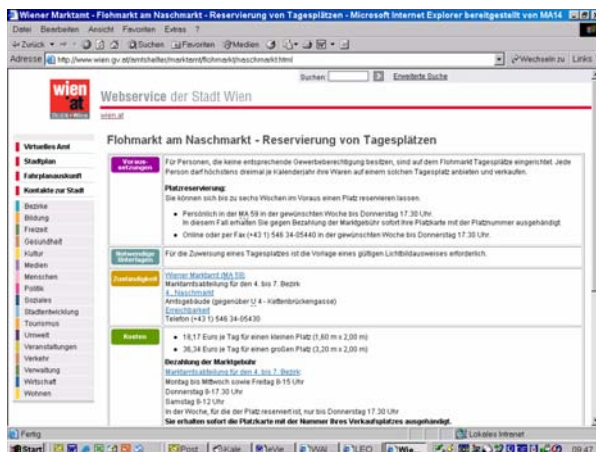 Wiener Marktamt - Flohmarkt am Naschmarkt - Reservierung von Tagesplätzen - Microsoft Internet Explorer bereitgestellt von MA14
Datei Bearbeiten Ansicht Favoriten Extras ?
Zurück Suchen Favoriten Medien
Adresse http://www.wien.gv.at/amtshelfer/marktamt/flohmarkt/naschmarkt.html Wechseln zu Links
Suchen Erweiterte Suche
wien at
Webservice der Stadt Wien
wien.at
Flohmarkt am Naschmarkt - Reservierung von Tagesplätzen
Virtuelles Amt
Stadtplan
Fahrplanauskunft
Kontakte zur Stadt
Bezirke
Bildung
Freizeit
Gesundheit
Kultur
Medien
Menschen
Politik
Soziales
Stadtentwicklung
Tourismus
Umwelt
Veranstaltungen
Verkehr
Verwaltung
Wirtschaft
Wohnen
Voraus-
setzungen
Für Personen, die keine entsprechende Gewerbeberechtigung besitzen, sind auf dem Flohmarkt Tagesplätze eingerichtet. Jede
Person darf höchstens dreimal je Kalenderjahr ihre Waren auf einem solchen Tagesplatz anbieten und verkaufen.
Platzreservierung:
Sie können sich bis zu sechs Wochen im Voraus einen Platz reservieren lassen.
Persönlich in der MA 59 in der gewünschten Woche bis Donnerstag 17.30 Uhr.
In diesem Fall erhalten Sie gegen Bezahlung der Marktgebühr sofort Ihre Platzkarte mit der Platznummer ausgehändigt
Online oder per Fax (+43 1) 546 34-05440 in der gewünschten Woche bis Donnerstag 17.30 Uhr.
Notwendige
Unterlagen
Für die Zuweisung eines Tagesplatzes ist die Vorlage eines gültigen Lichtbildausweises erforderlich.
Zuständigkeit
Wiener Marktamt (MA 59)
Marktamtsabteilung für den 4. bis 7. Bezirk
4., Naschmarkt
Amtsgebäude (gegenüber U 4 - Kettenbrückengasse)
Erreichbarkeit
Telefon (+43 1) 546 34-05430
Kosten
18,17 Euro je Tag für einen kleinen Platz (1,60 m x 2,00 m)
36,34 Euro je Tag für einen großen Platz (3,20 m x 2,00 m)
Bezahlung der Marktgebühr:
Marktamtsabteilung für den 4. bis 7. Bezirk:
Montag bis Mittwoch sowie Freitag 8-15 Uhr
Donnerstag 8-17.30 Uhr
Samstag 8-12 Uhr
In der Woche, für die der Platz reserviert ist, nur bis Donnerstag 17.30 Uhr.
Sie erhalten sofort die Platzkarte mit der Nummer Ihres Verkaufsplatzes ausgehändigt.
Fertig Lokales Intranet
Start Post Kale WAI LEO Wie... 09:47